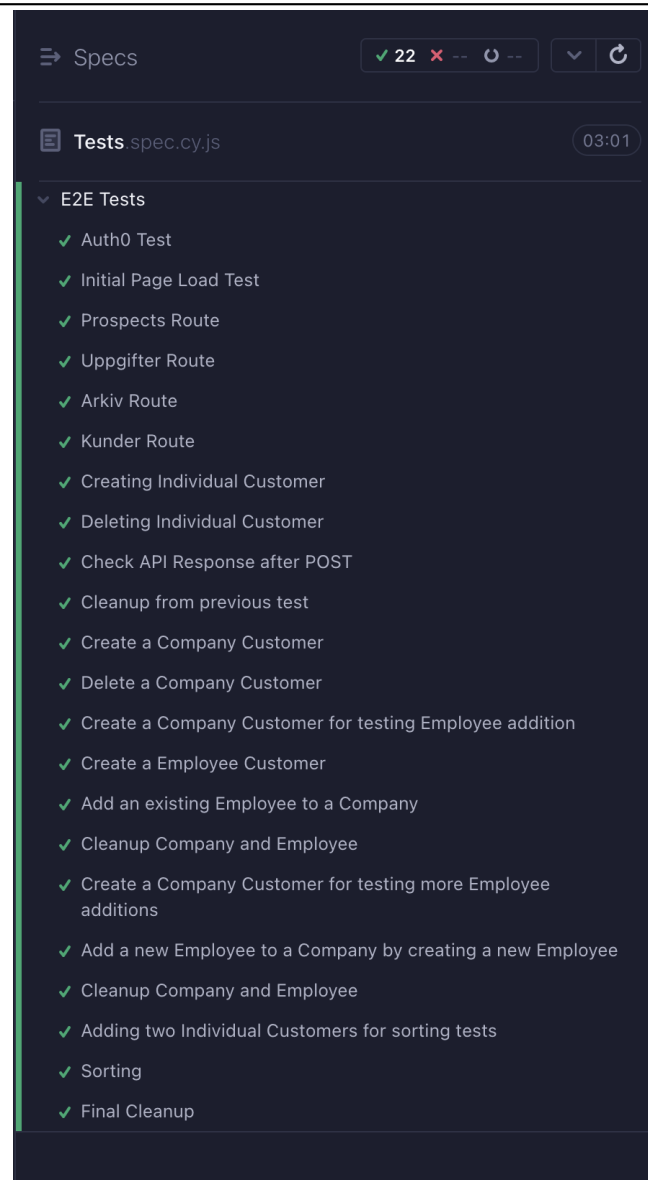 Specs
22 -- --
Tests.spec.cy.js
03:01
E2E Tests
Auth0 Test
Initial Page Load Test
Prospects Route
Uppgifter Route
Arkiv Route
Kunder Route
Creating Individual Customer
Deleting Individual Customer
Check API Response after POST
Cleanup from previous test
Create a Company Customer
Delete a Company Customer
Create a Company Customer for testing Employee addition
Create a Employee Customer
Add an existing Employee to a Company
Cleanup Company and Employee
Create a Company Customer for testing more Employee
additions
Add a new Employee to a Company by creating a new Employee
Cleanup Company and Employee
Adding two Individual Customers for sorting tests
Sorting
Final Cleanup